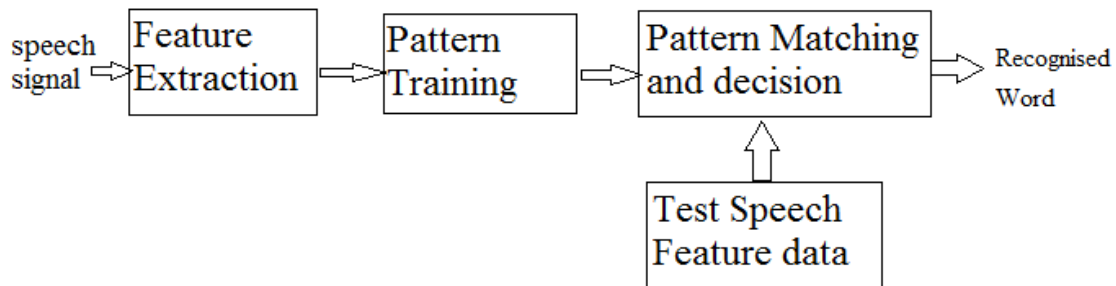 speech
signal
Feature
Extraction
Pattern
Training
Pattern Matching
and decision
Recognised
Word
Test Speech
Feature data